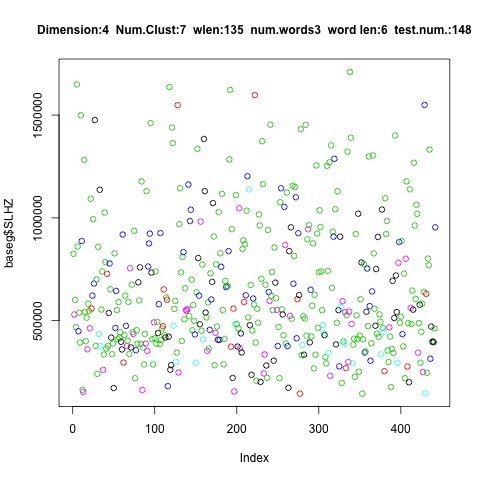 Dimension:4 Num.Clust:7 wlen:135 num.words3 word len:6 test.num.:148
1500000
1000000
500000
baseg$SLHZ
0 100 200 300 400
Index